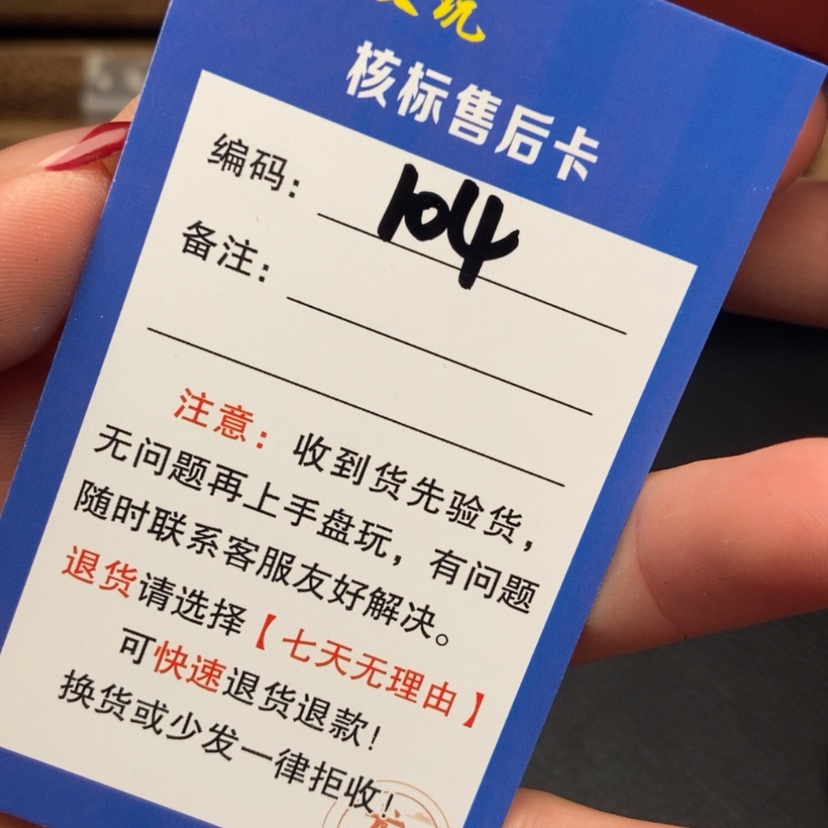 玩
核标售后卡
编码：104
备注：
注意：收到货先验货，
无问题再上手盘玩，有问题
随时联系客服友好解决。
退货请选择【七天无理由】
可快速退货退款！
换货或少发一律拒收！